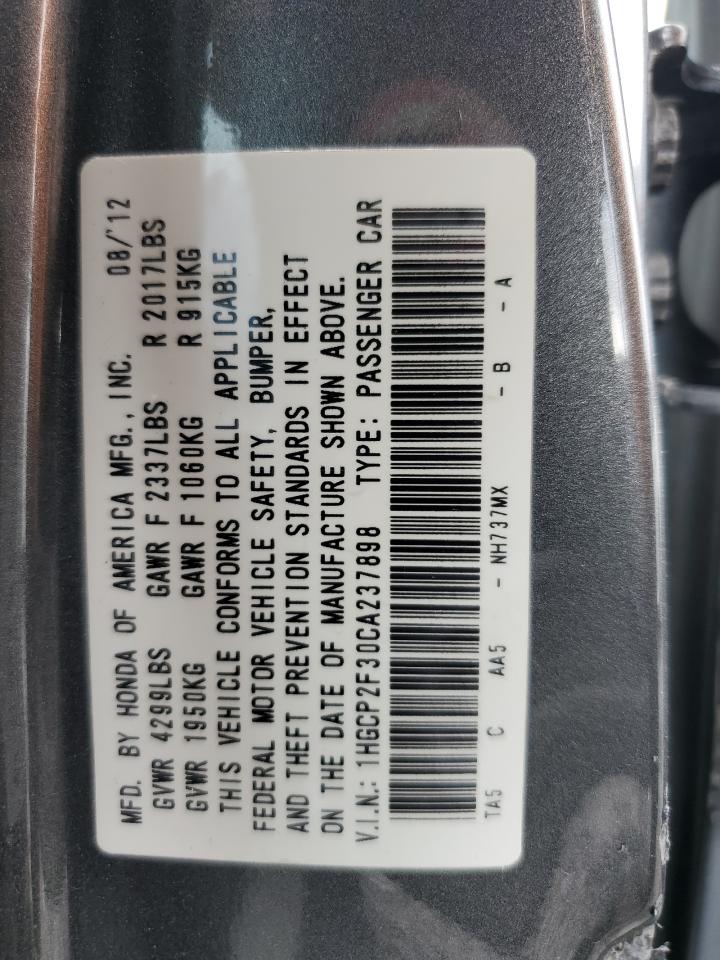 MFD. BY HONDA OF AMERICA MFG., INC. 08/'12
GVWR 4299LBS GAWR F 2337LBS R 2017LBS
GVWR 1950KG GAWR F 1060KG R 915KG
THIS VEHICLE CONFORMS TO ALL APPLICABLE
FEDERAL MOTOR VEHICLE SAFETY, BUMPER,
AND THEFT PREVENTION STANDARDS IN EFFECT
ON THE DATE OF MANUFACTURE SHOWN ABOVE.
V.I.N.: 1HGCP2F30CA237898 TYPE: PASSENGER CAR
TA5 C AA5 - NH737MX - B - A